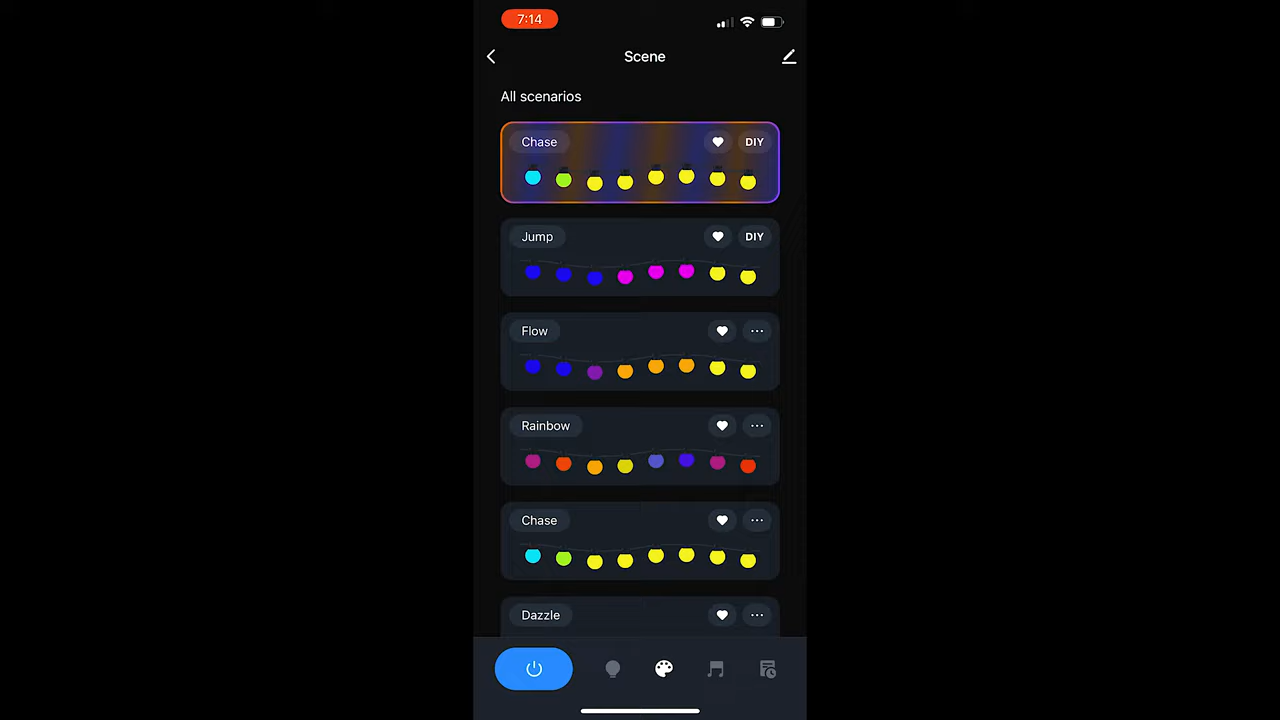 7:14
Scene
All scenarios
Chase DIY
Jump DIY
Flow
Rainbow
Chase
Dazzle